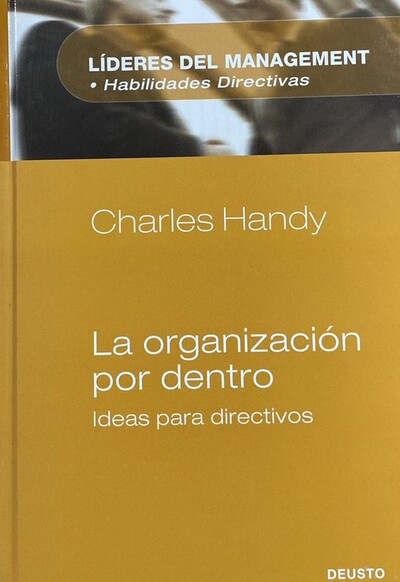 LÍDERES DEL MANAGEMENT
• Habilidades Directivas
Charles Handy
La organización
por dentro
Ideas para directivos
DEUSTO